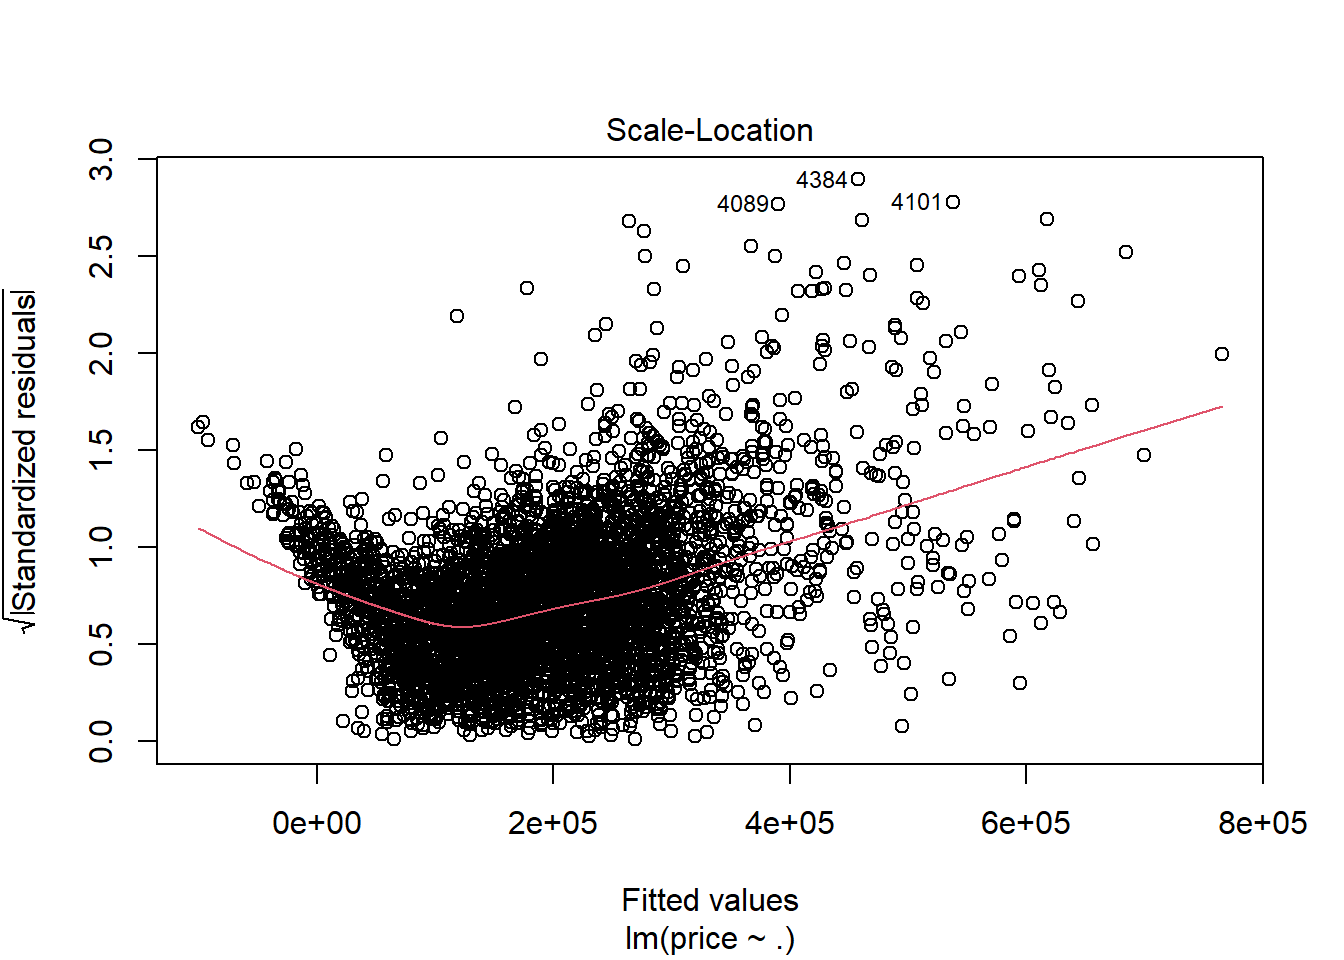 Scale-Location
√|Standardized residuals|
3.0
2.5
2.0
1.5
1.0
0.5
0.0
4384
4089
4101
0e+00 2e+05 4e+05 6e+05 8e+05
Fitted values
lm(price ~ .)